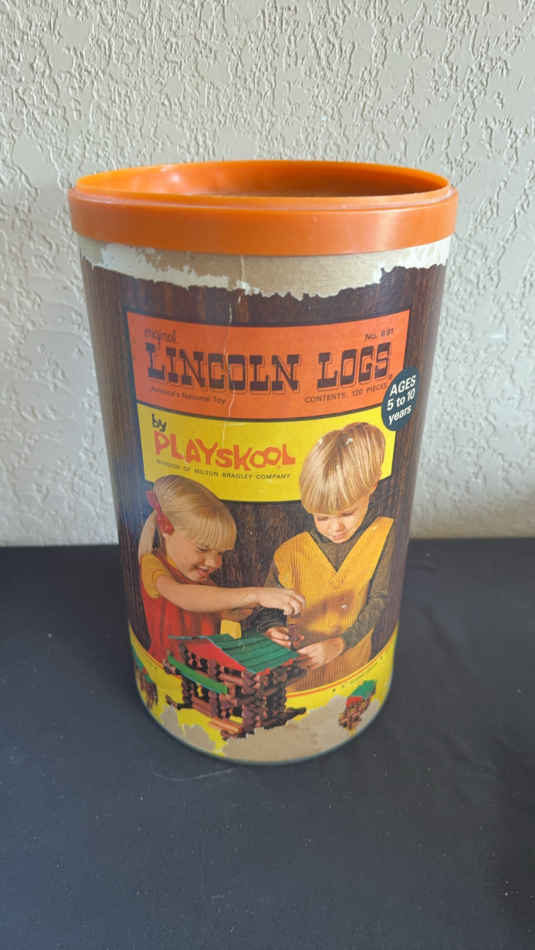 original
No. 891
LINCOLN LOGS
America's National Toy
CONTENTS: 120 PIECES
AGES
5 to 10
years
by
PLAYSKOOL
DIVISION OF MILTON BRADLEY COMPANY